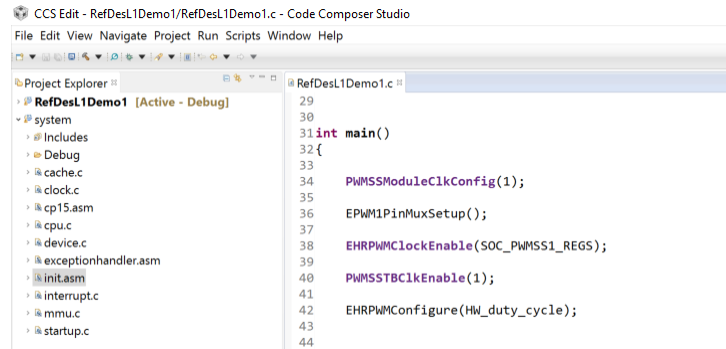 CCS Edit - RefDesL1Demo1/RefDesL1Demo1.c - Code Composer Studio
File Edit View Navigate Project Run Scripts Window Help
Project Explorer
RefDesL1Demo1 [Active - Debug]
system
Includes
Debug
cache.c
clock.c
cp15.asm
cpu.c
device.c
exceptionhandler.asm
init.asm
interrupt.c
mmu.c
startup.c
RefDesL1Demo1.c
29
30
31 int main()
32 {
33
34 PWMSSModuleClkConfig(1);
35
36 EPWM1PinMuxSetup();
37
38 EHRPWMClockEnable(SOC_PWMSS1_REGS);
39
40 PWMSSTBClkEnable(1);
41
42 EHRPWMConfigure(HW_duty_cycle);
43
44